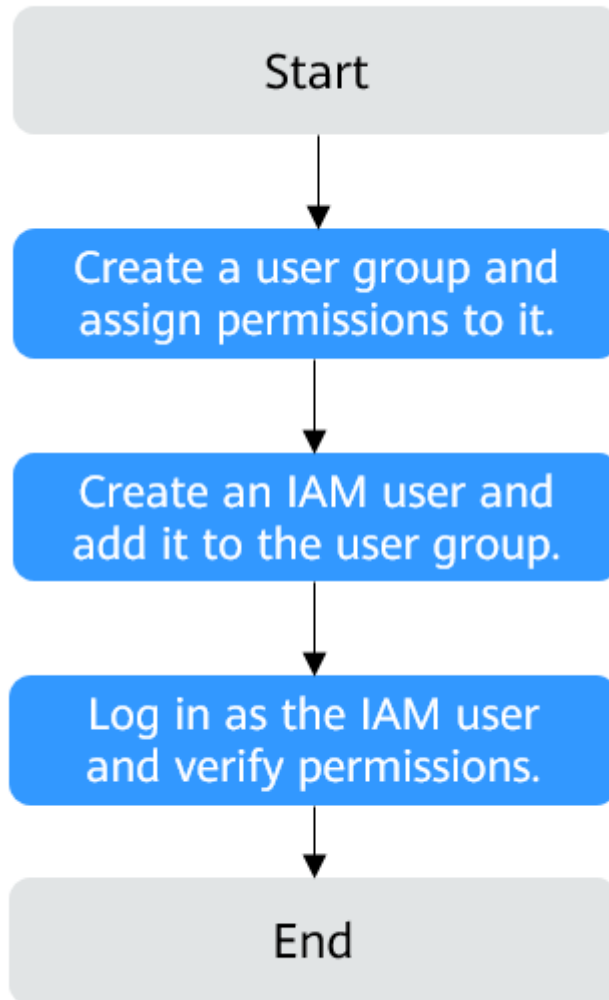 Start
Create a user group and
assign permissions to it.
Create an IAM user and
add it to the user group.
Log in as the IAM user
and verify permissions.
End